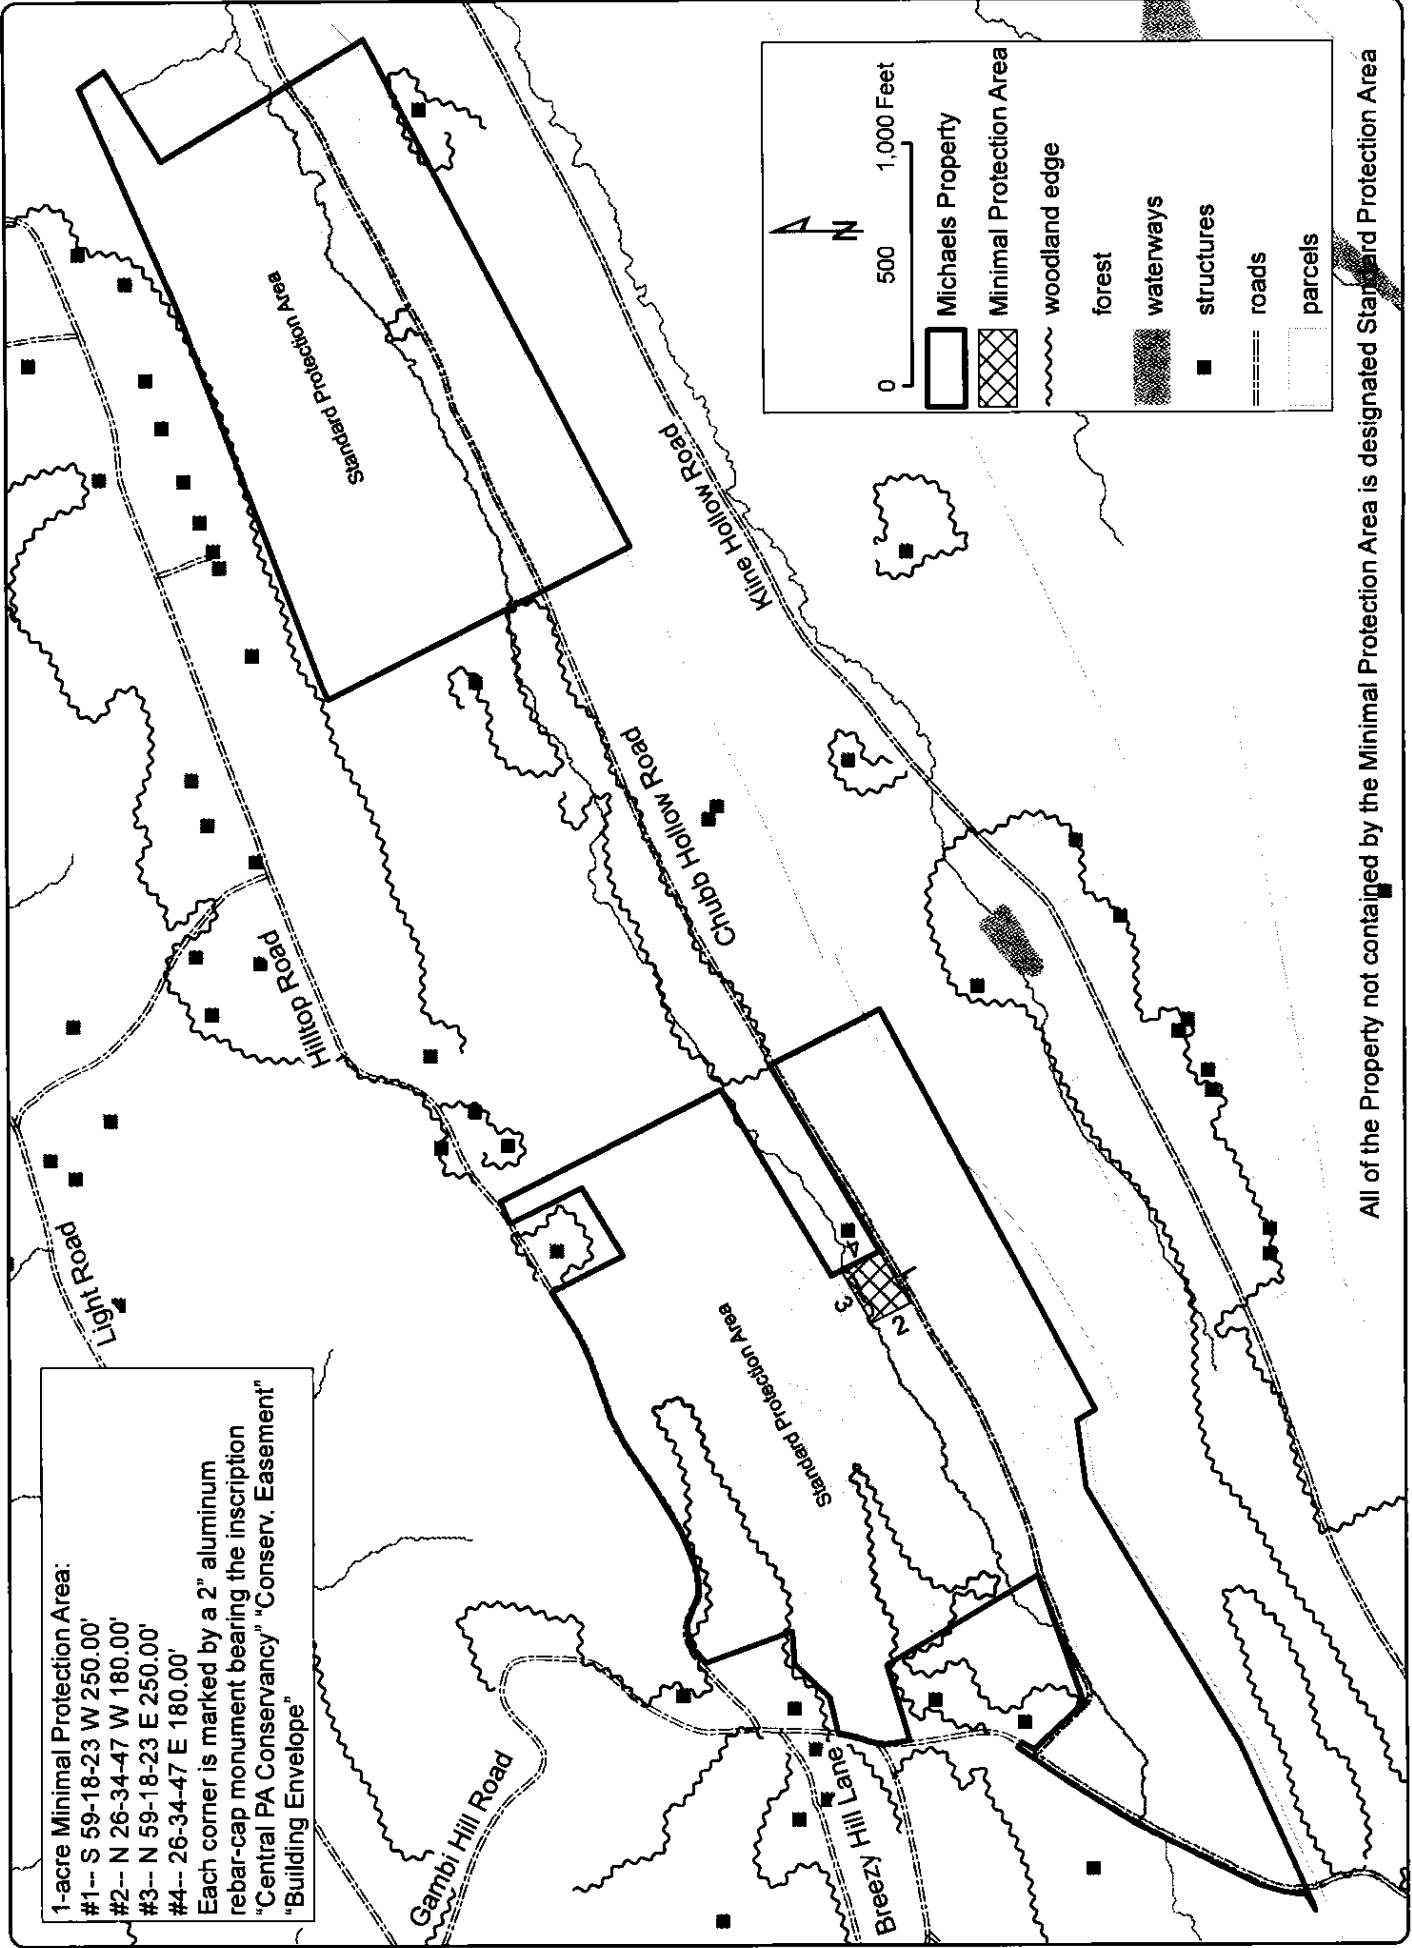 1-acre Minimal Protection Area:
#1-- S 59-18-23 W 250.00'
#2-- N 26-34-47 W 180.00'
#3-- N 59-18-23 E 250.00'
#4-- 26-34-47 E 180.00'
Each corner is marked by a 2" aluminum
rebar-cap monument bearing the inscription
"Central PA Conservancy" "Conserv. Easement"
"Building Envelope"
Light Road
Hilltop Road
Gambi Hill Road
Breezy Hill Lane
Chubb Hollow Road
Kline Hollow Road
Standard Protection Area
Standard Protection Area
1
2
3
4
N
0 500 1,000 Feet
Michaels Property
Minimal Protection Area
woodland edge
forest
waterways
structures
roads
parcels
All of the Property not contained by the Minimal Protection Area is designated Standard Protection Area